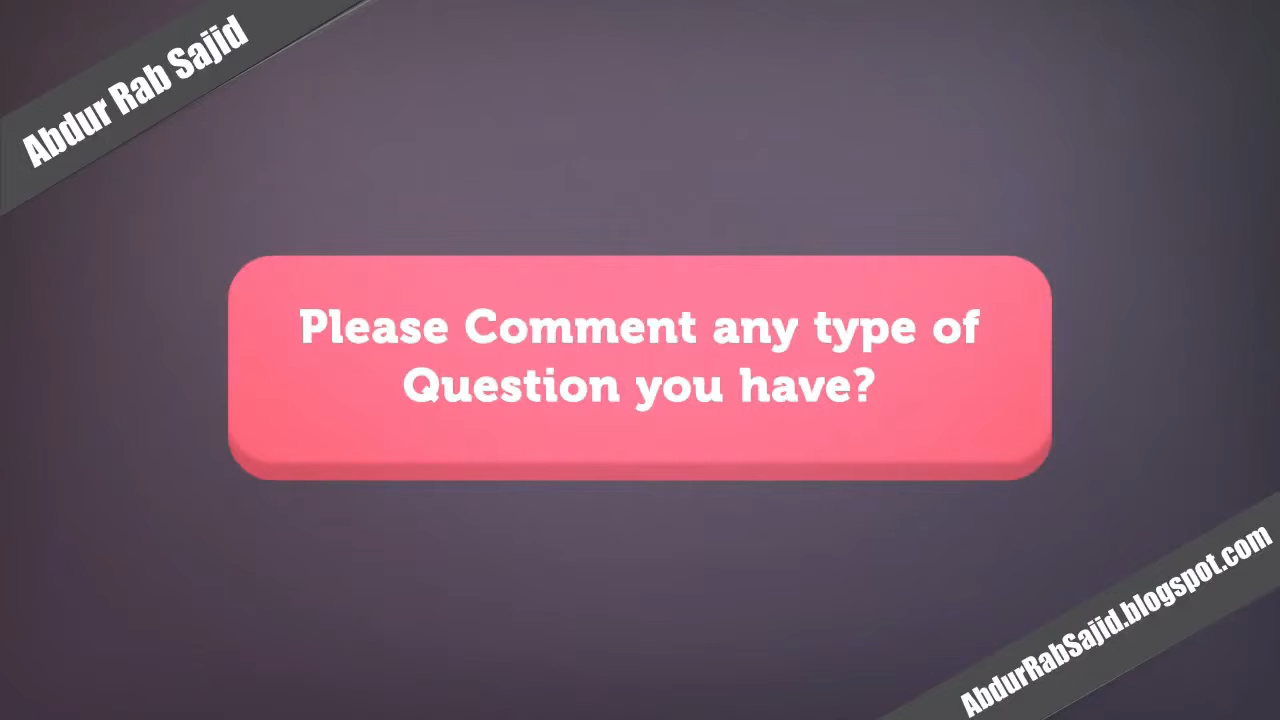 Abdur Rab Sajid
Please Comment any type of
Question you have?
AbdurRabSajid.blogspot.com